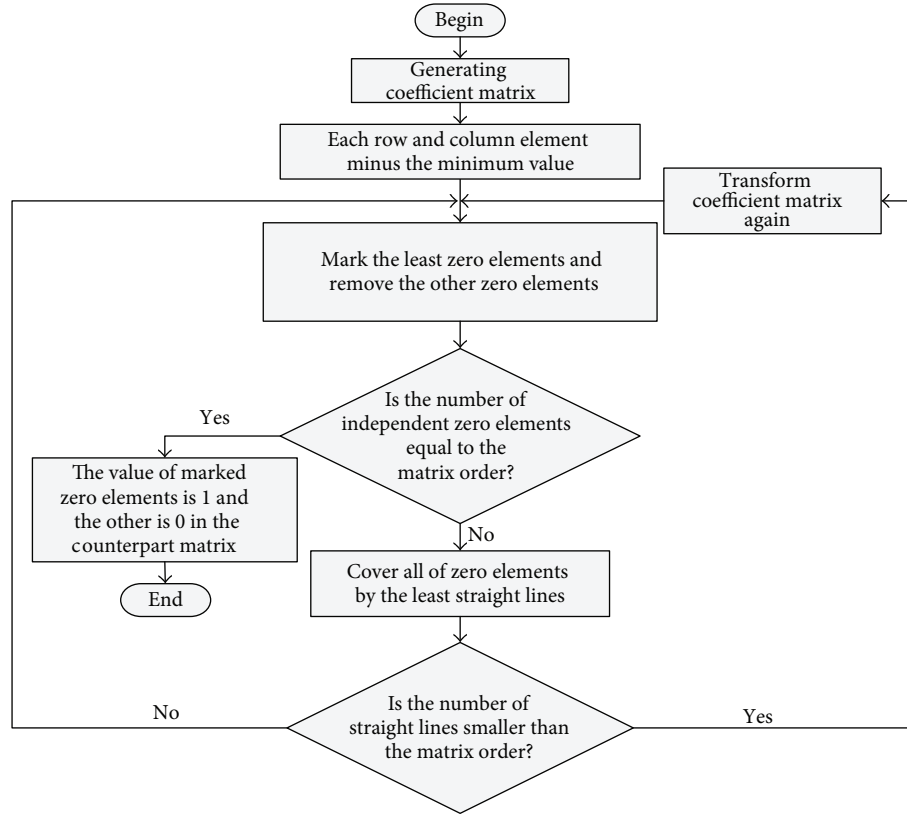 Begin
Generating
coefficient matrix
Each row and column element
minus the minimum value
Transform
coefficient matrix
again
Mark the least zero elements and
remove the other zero elements
Is the number of
independent zero elements
equal to the
matrix order?
Yes
The value of marked
zero elements is 1 and
the other is 0 in the
counterpart matrix
End
No
Cover all of zero elements
by the least straight lines
Is the number of
straight lines smaller than
the matrix order?
No
Yes